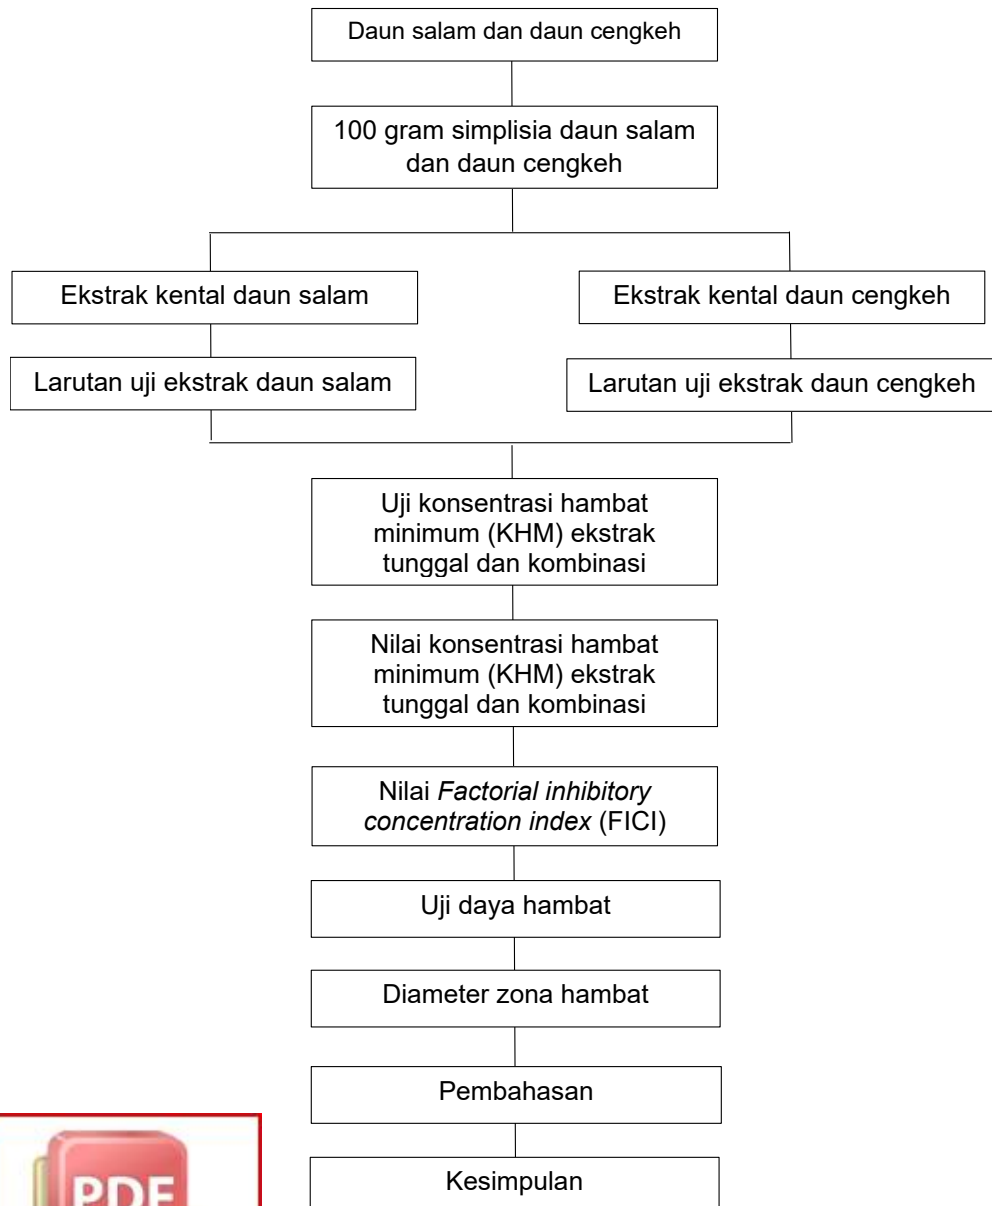 Daun salam dan daun cengkeh
100 gram simplisia daun salam
dan daun cengkeh
Ekstrak kental daun salam
Ekstrak kental daun cengkeh
Larutan uji ekstrak daun salam
Larutan uji ekstrak daun cengkeh
Uji konsentrasi hambat
minimum (KHM) ekstrak
tunggal dan kombinasi
Nilai konsentrasi hambat
minimum (KHM) ekstrak
tunggal dan kombinasi
Nilai Factorial inhibitory
concentration index (FICI)
Uji daya hambat
Diameter zona hambat
Pembahasan
Kesimpulan
PDF